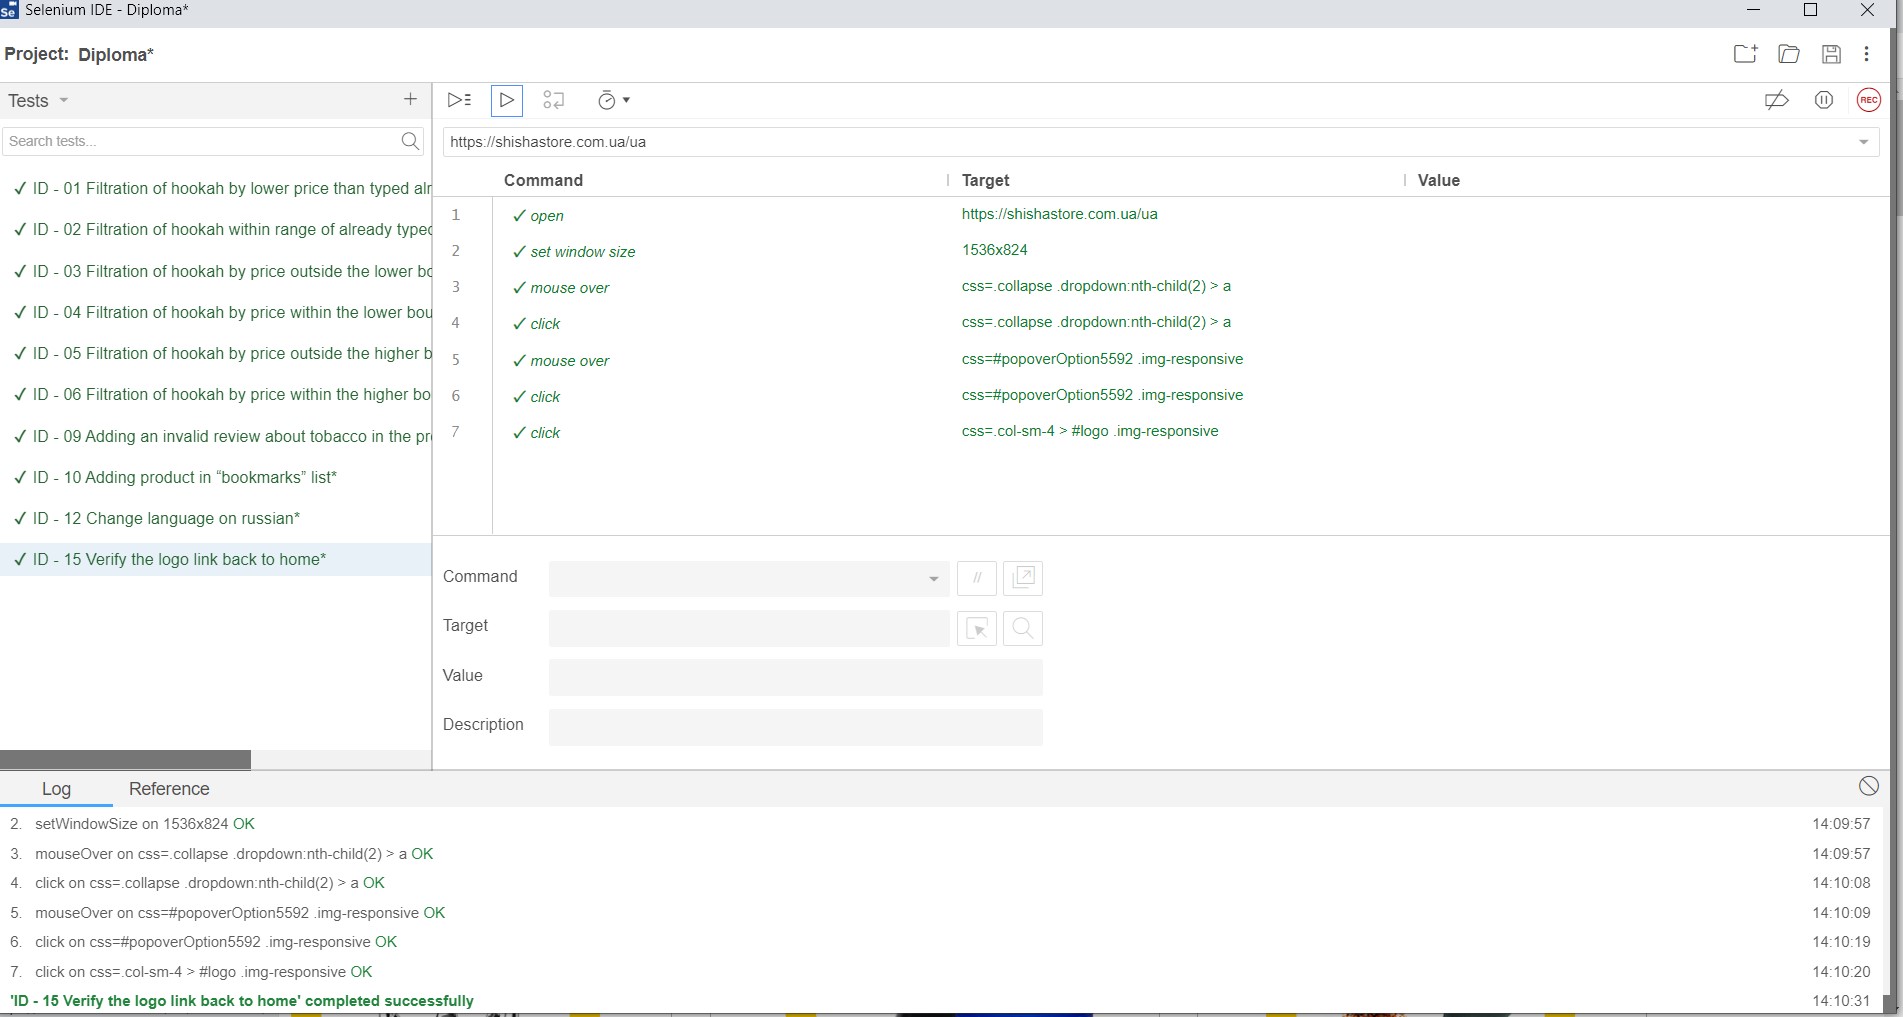 Se Selenium IDE - Diploma*
Project: Diploma*
Tests
Search tests...
ID - 01 Filtration of hookah by lower price than typed alr
ID - 02 Filtration of hookah within range of already typed
ID - 03 Filtration of hookah by price outside the lower bo
ID - 04 Filtration of hookah by price within the lower bou
ID - 05 Filtration of hookah by price outside the higher b
ID - 06 Filtration of hookah by price within the higher bo
ID - 09 Adding an invalid review about tobacco in the pr
ID - 10 Adding product in “bookmarks” list*
ID - 12 Change language on russian*
ID - 15 Verify the logo link back to home*
REC
https://shishastore.com.ua/ua
Command Target Value
1 open https://shishastore.com.ua/ua
2 set window size 1536x824
3 mouse over css=.collapse .dropdown:nth-child(2) > a
4 click css=.collapse .dropdown:nth-child(2) > a
5 mouse over css=#popoverOption5592 .img-responsive
6 click css=#popoverOption5592 .img-responsive
7 click css=.col-sm-4 > #logo .img-responsive
Command //
Target
Value
Description
Log Reference
2. setWindowSize on 1536x824 OK 14:09:57
3. mouseOver on css=.collapse .dropdown:nth-child(2) > a OK 14:09:57
4. click on css=.collapse .dropdown:nth-child(2) > a OK 14:10:08
5. mouseOver on css=#popoverOption5592 .img-responsive OK 14:10:09
6. click on css=#popoverOption5592 .img-responsive OK 14:10:19
7. click on css=.col-sm-4 > #logo .img-responsive OK 14:10:20
'ID - 15 Verify the logo link back to home' completed successfully 14:10:31